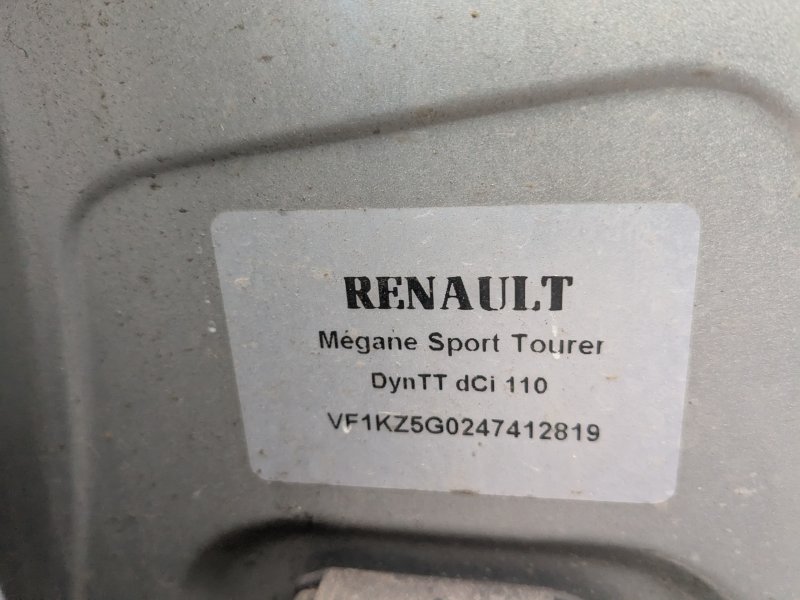 RENAULT
Mégane Sport Tourer
DynTT dCi 110
VF1KZ5G0247412819